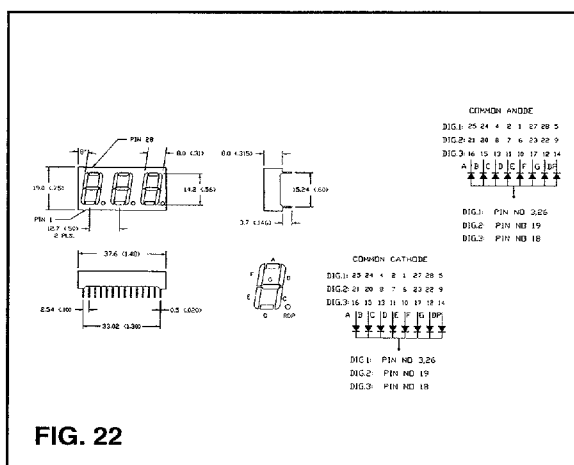 COMMON ANODE
DIG.1: 25 24 4 2 1 27 28 5
DIG.2: 21 20 8 7 6 23 22 9
DIG.3: 16 15 13 11 10 17 12 14
A B C D E F G DP
DIG.1: PIN NO 3,26
DIG.2: PIN NO 19
DIG.3: PIN NO 18
PIN 28
8°
8.0 (.31)
19.0 (.75)
14.2 (.56)
PIN 1
12.7 (.50)
2 PLS.
8.0 (.315)
15.24 (.60)
3.7 (.146)
37.6 (1.48)
2.54 (.10)
0.5 (.020)
33.02 (1.30)
A
F
G
B
E
C
D
RDP
COMMON CATHODE
DIG.1: 25 24 4 2 1 27 28 5
DIG.2: 21 20 8 7 6 23 22 9
DIG.3: 16 15 13 11 10 17 12 14
A B C D E F G DP
DIG.1: PIN NO 3,26
DIG.2: PIN NO 19
DIG.3: PIN NO 18
FIG. 22